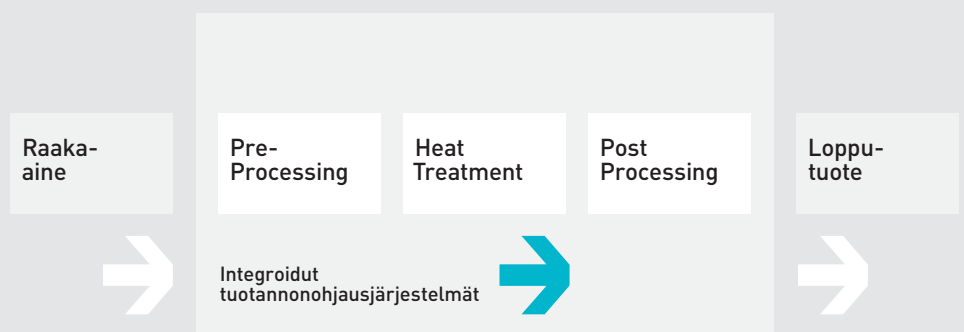 Raaka-
aine
Pre-
Processing
Heat
Treatment
Post
Processing
Loppu-
tuote
Integroidut
tuotannonohjausjärjestelmät